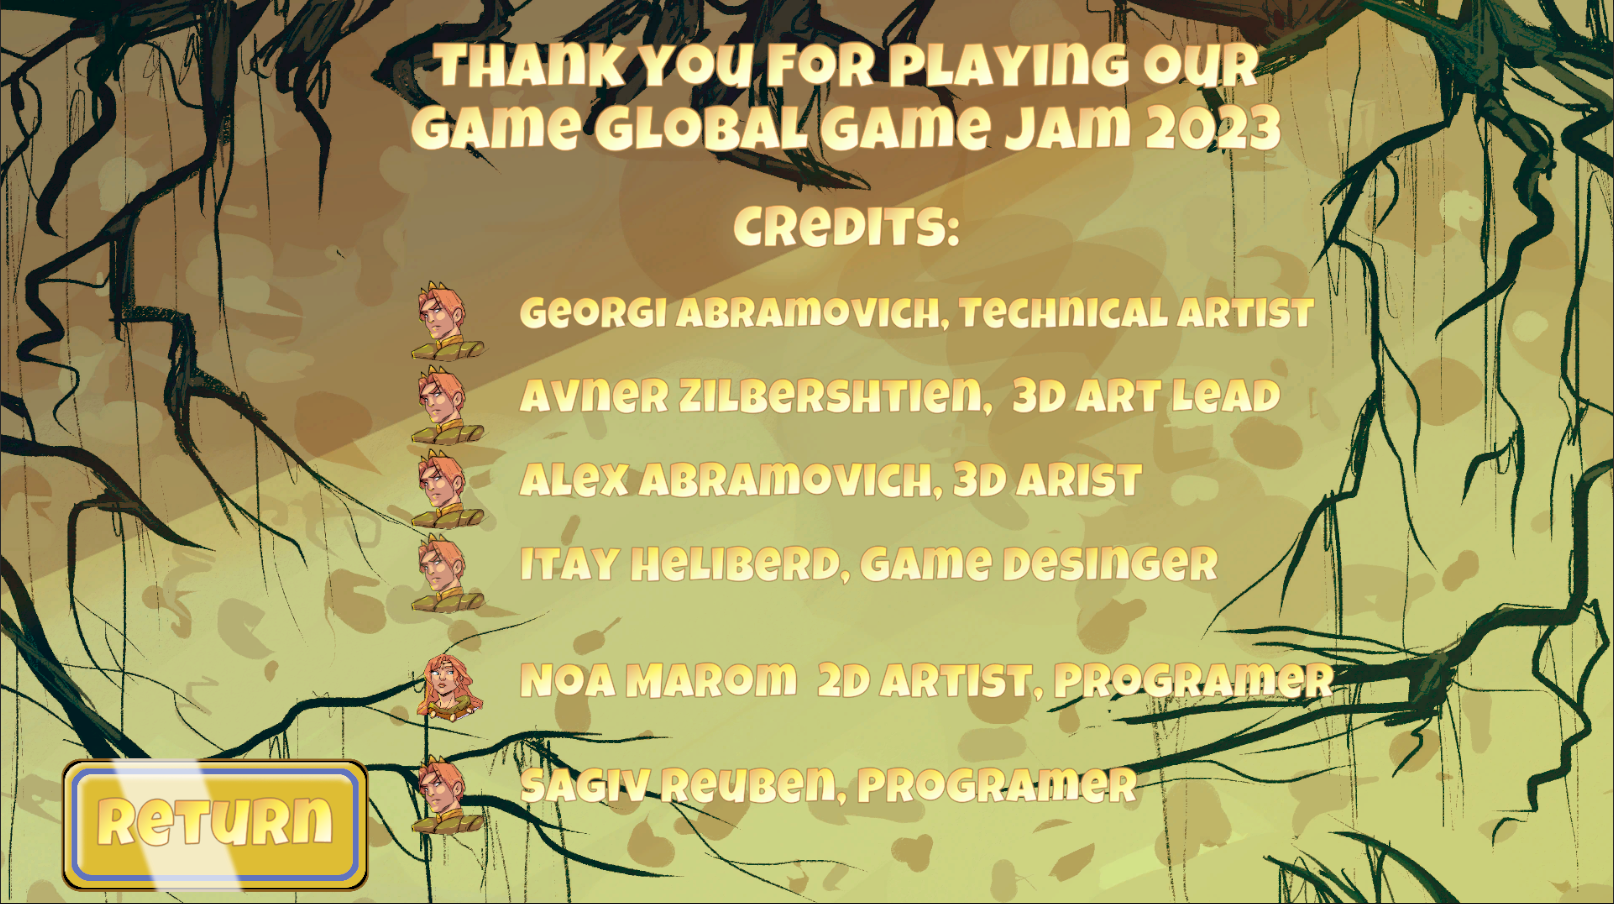 THANK YOU FOR PLAYING OUR
GAME GLOBAL GAME JAM 2023
CREDITS:
GEORGI ABRAMOVICH, TECHNICAL ARTIST
AVNER ZILBERSHTIEN, 3D ART LEAD
ALEX ABRAMOVICH, 3D ARIST
ITAY HELIBERD, GAME DESINGER
NOA MAROM 2D ARTIST, PROGRAMER
SAGIV REUBEN, PROGRAMER
RETURN